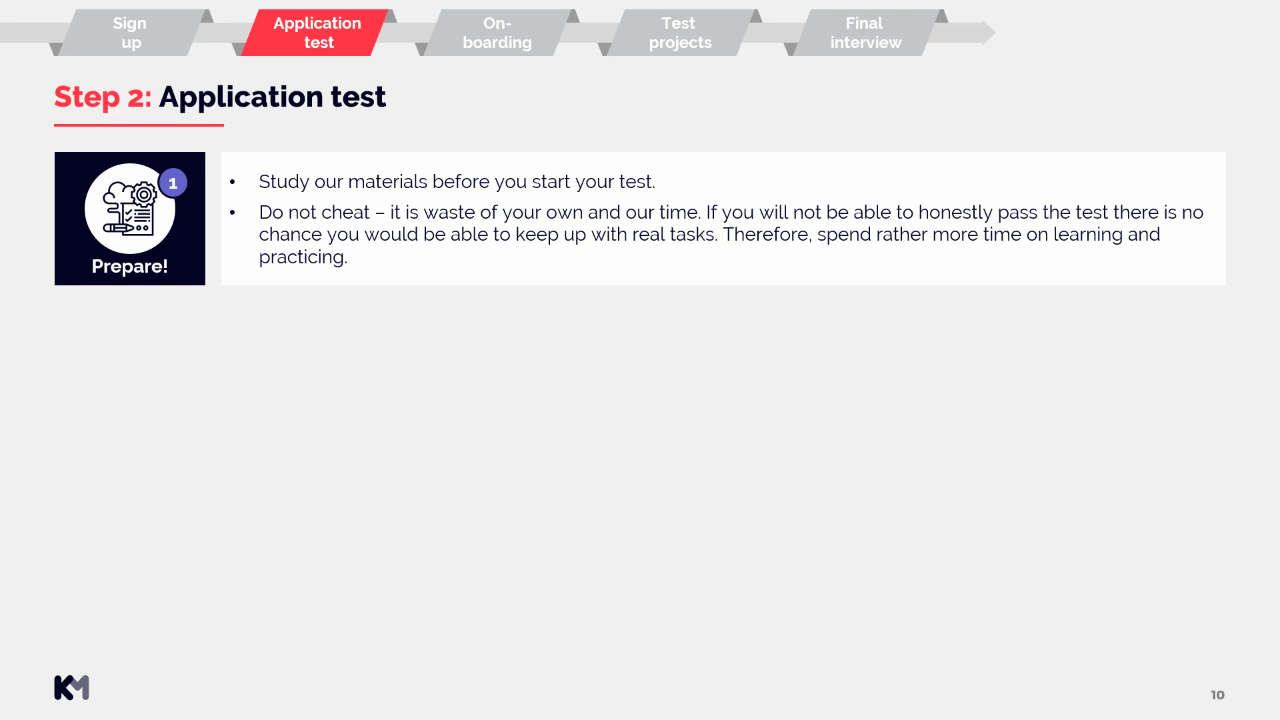 Sign
up
Application
test
On-
boarding
Test
projects
Final
interview
Step 2: Application test
1
Prepare!
• Study our materials before you start your test.
• Do not cheat – it is waste of your own and our time. If you will not be able to honestly pass the test there is no
chance you would be able to keep up with real tasks. Therefore, spend rather more time on learning and
practicing.
KM
10